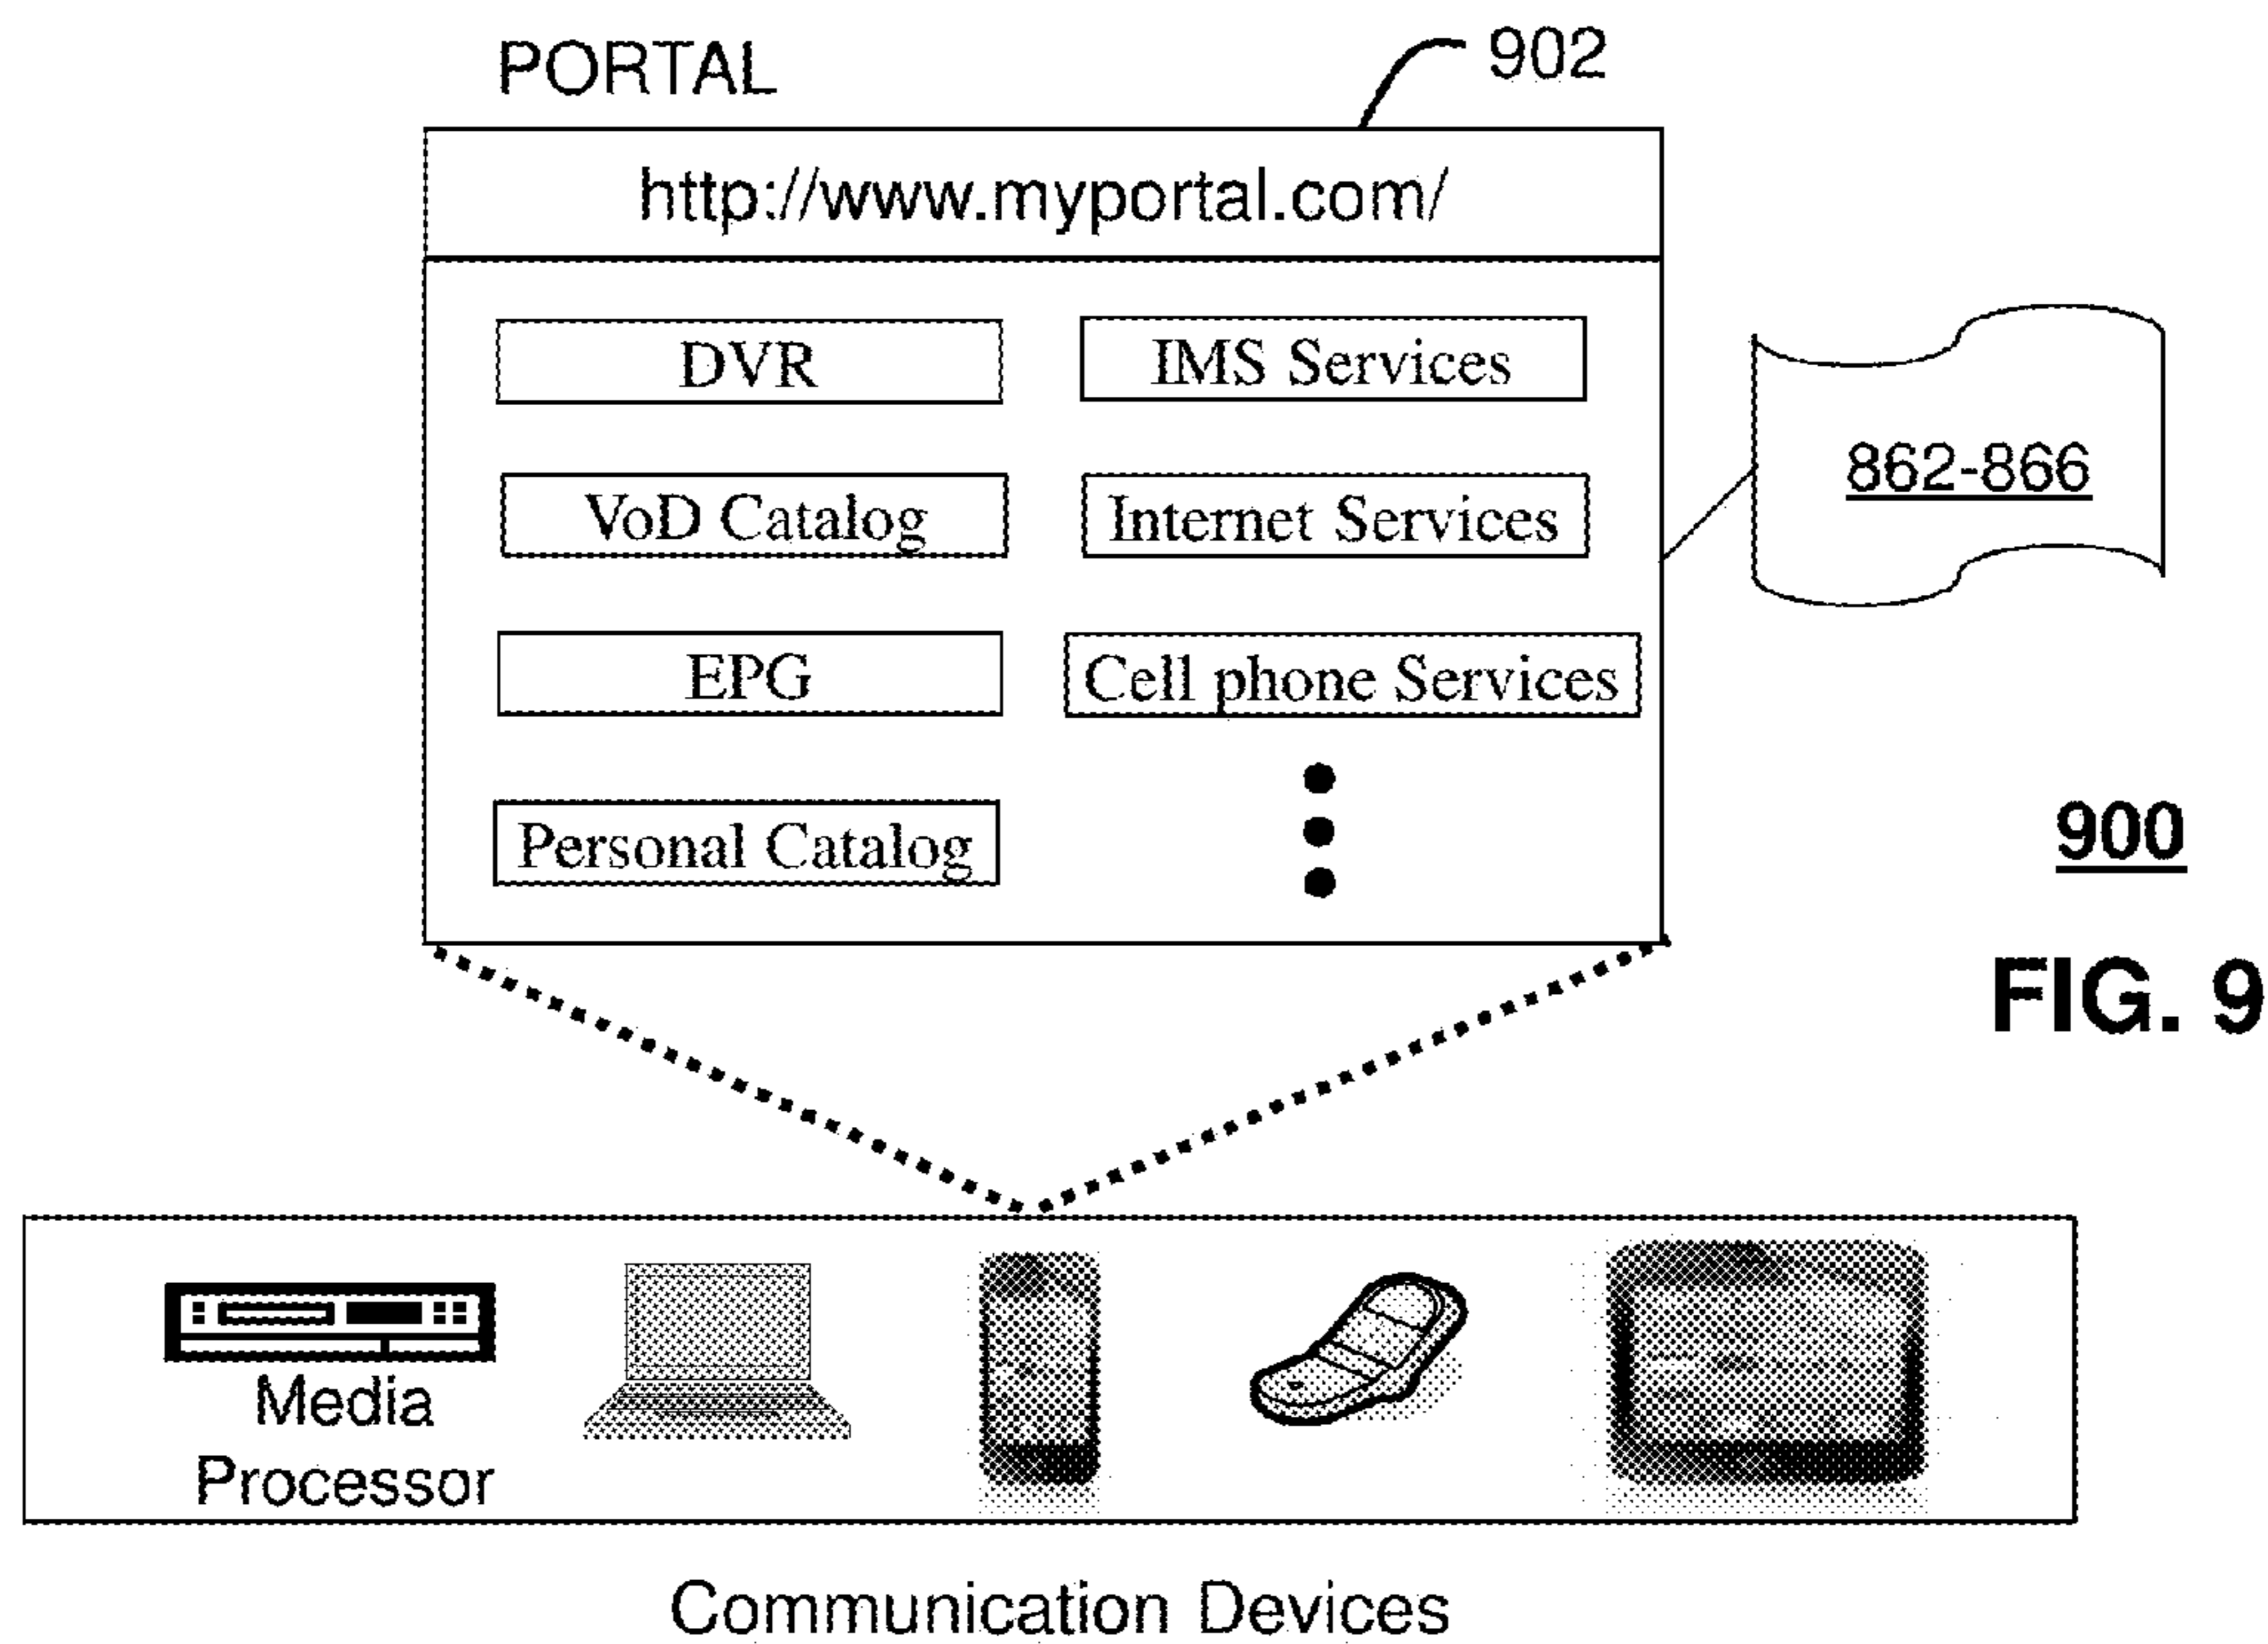 PORTAL
902
http://www.myportal.com/
DVR
IMS Services
VoD Catalog
Internet Services
862-866
EPG
Cell phone Services
Personal Catalog
900
FIG. 9
Media
Processor
Communication Devices